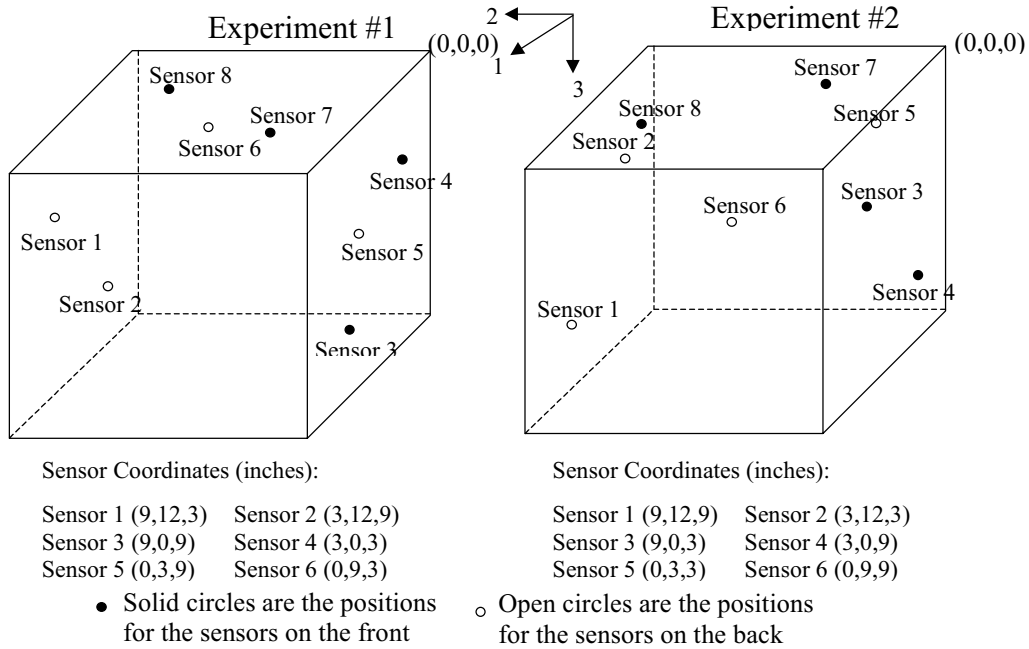 Experiment #1
Experiment #2
(0,0,0)
2
1
3
(0,0,0)
Sensor 8
Sensor 7
Sensor 6
Sensor 4
Sensor 1
Sensor 5
Sensor 2
Sensor 3
Sensor 7
Sensor 8
Sensor 5
Sensor 2
Sensor 6
Sensor 3
Sensor 4
Sensor 1
Sensor Coordinates (inches):
Sensor 1 (9,12,3) Sensor 2 (3,12,9)
Sensor 3 (9,0,9) Sensor 4 (3,0,3)
Sensor 5 (0,3,9) Sensor 6 (0,9,3)
Sensor Coordinates (inches):
Sensor 1 (9,12,9) Sensor 2 (3,12,3)
Sensor 3 (9,0,3) Sensor 4 (3,0,9)
Sensor 5 (0,3,3) Sensor 6 (0,9,9)
Solid circles are the positions
for the sensors on the front
Open circles are the positions
for the sensors on the back